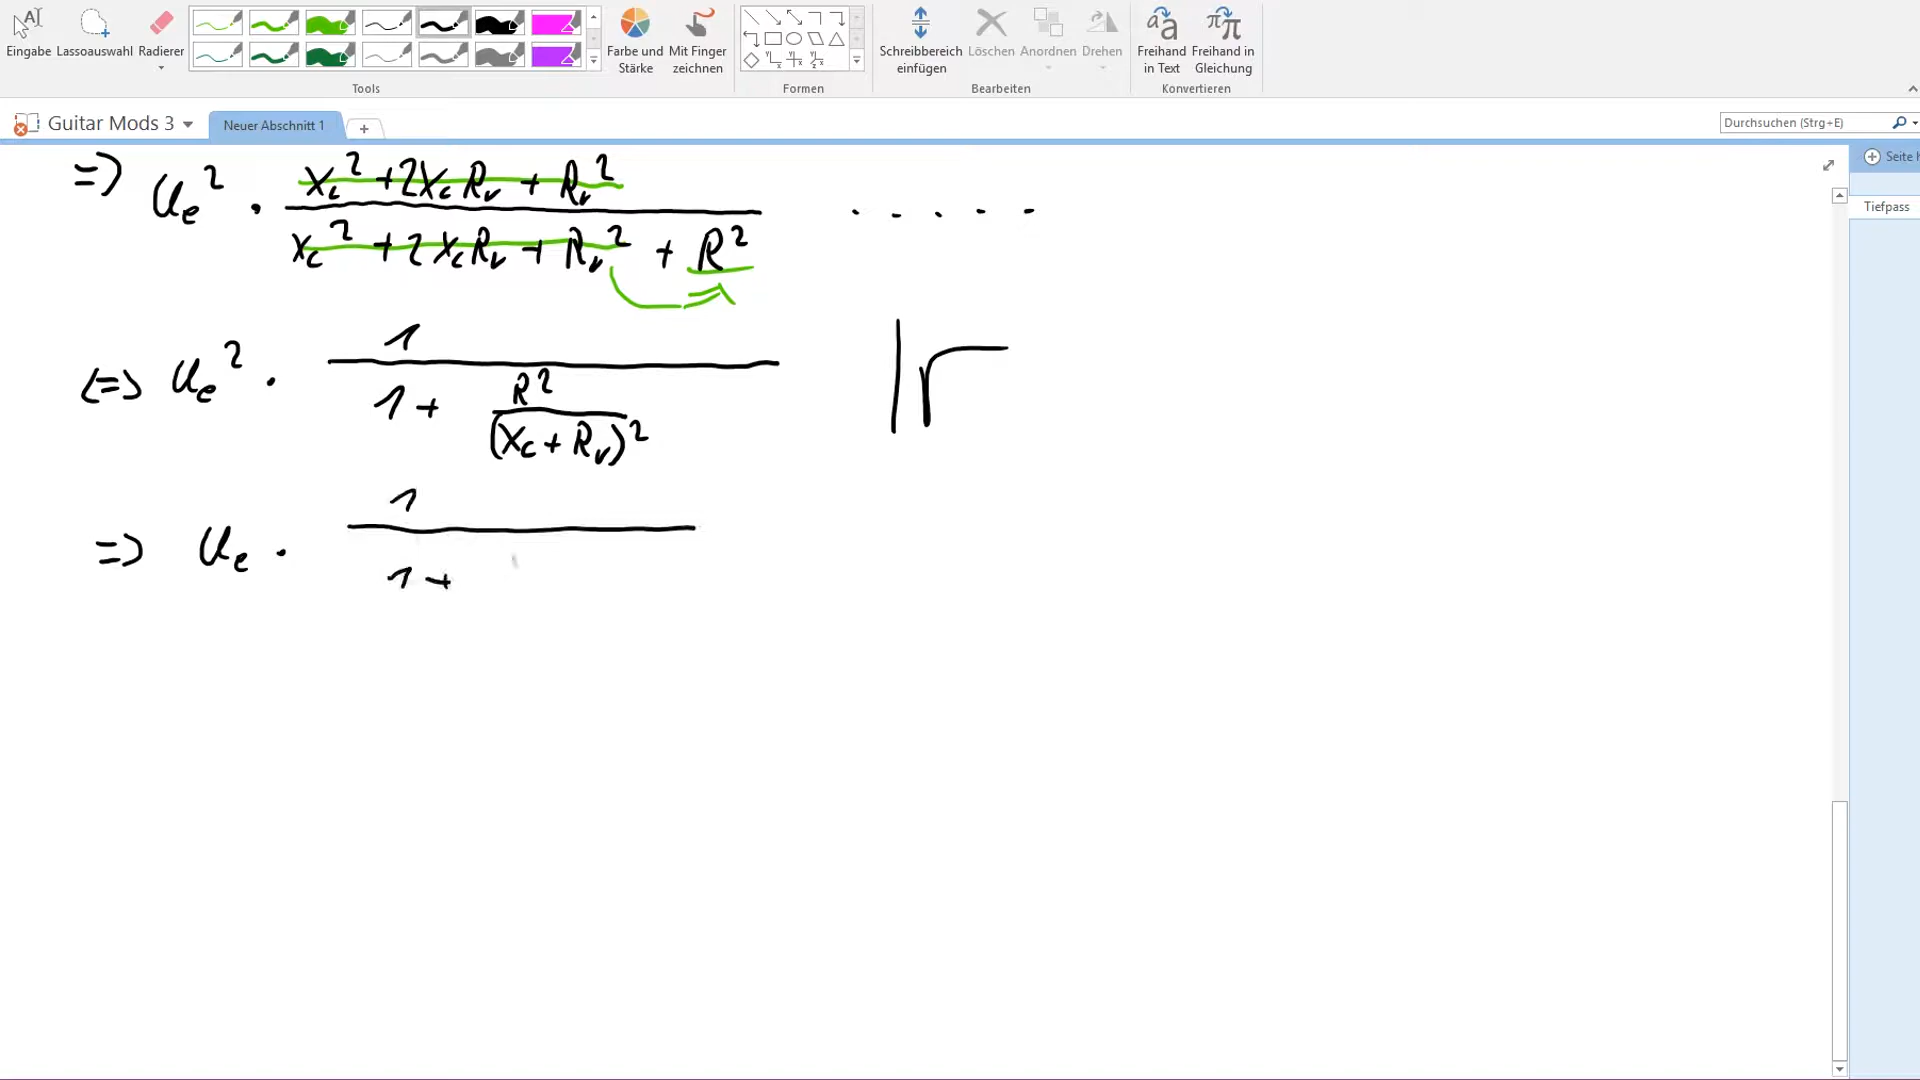 Eingabe Lassoauswahl Radierer Farbe und Stärke Mit Finger zeichnen Schreibbereich einfügen Löschen Anordnen Drehen Freihand in Text Freihand in Gleichung
Tools Formen Bearbeiten Konvertieren
Guitar Mods 3 Neuer Abschnitt 1 + Durchsuchen (Strg+E)
Seite
Tiefpass
=> Ue² · (Xc² + 2XcRv + Rv²) / (Xc² + 2XcRv + Rv² + R²) . . . . .
<=> Ue² · 1 / (1 + R² / (Xc + Rv)²) | √
=> Ue · 1 / (1 +